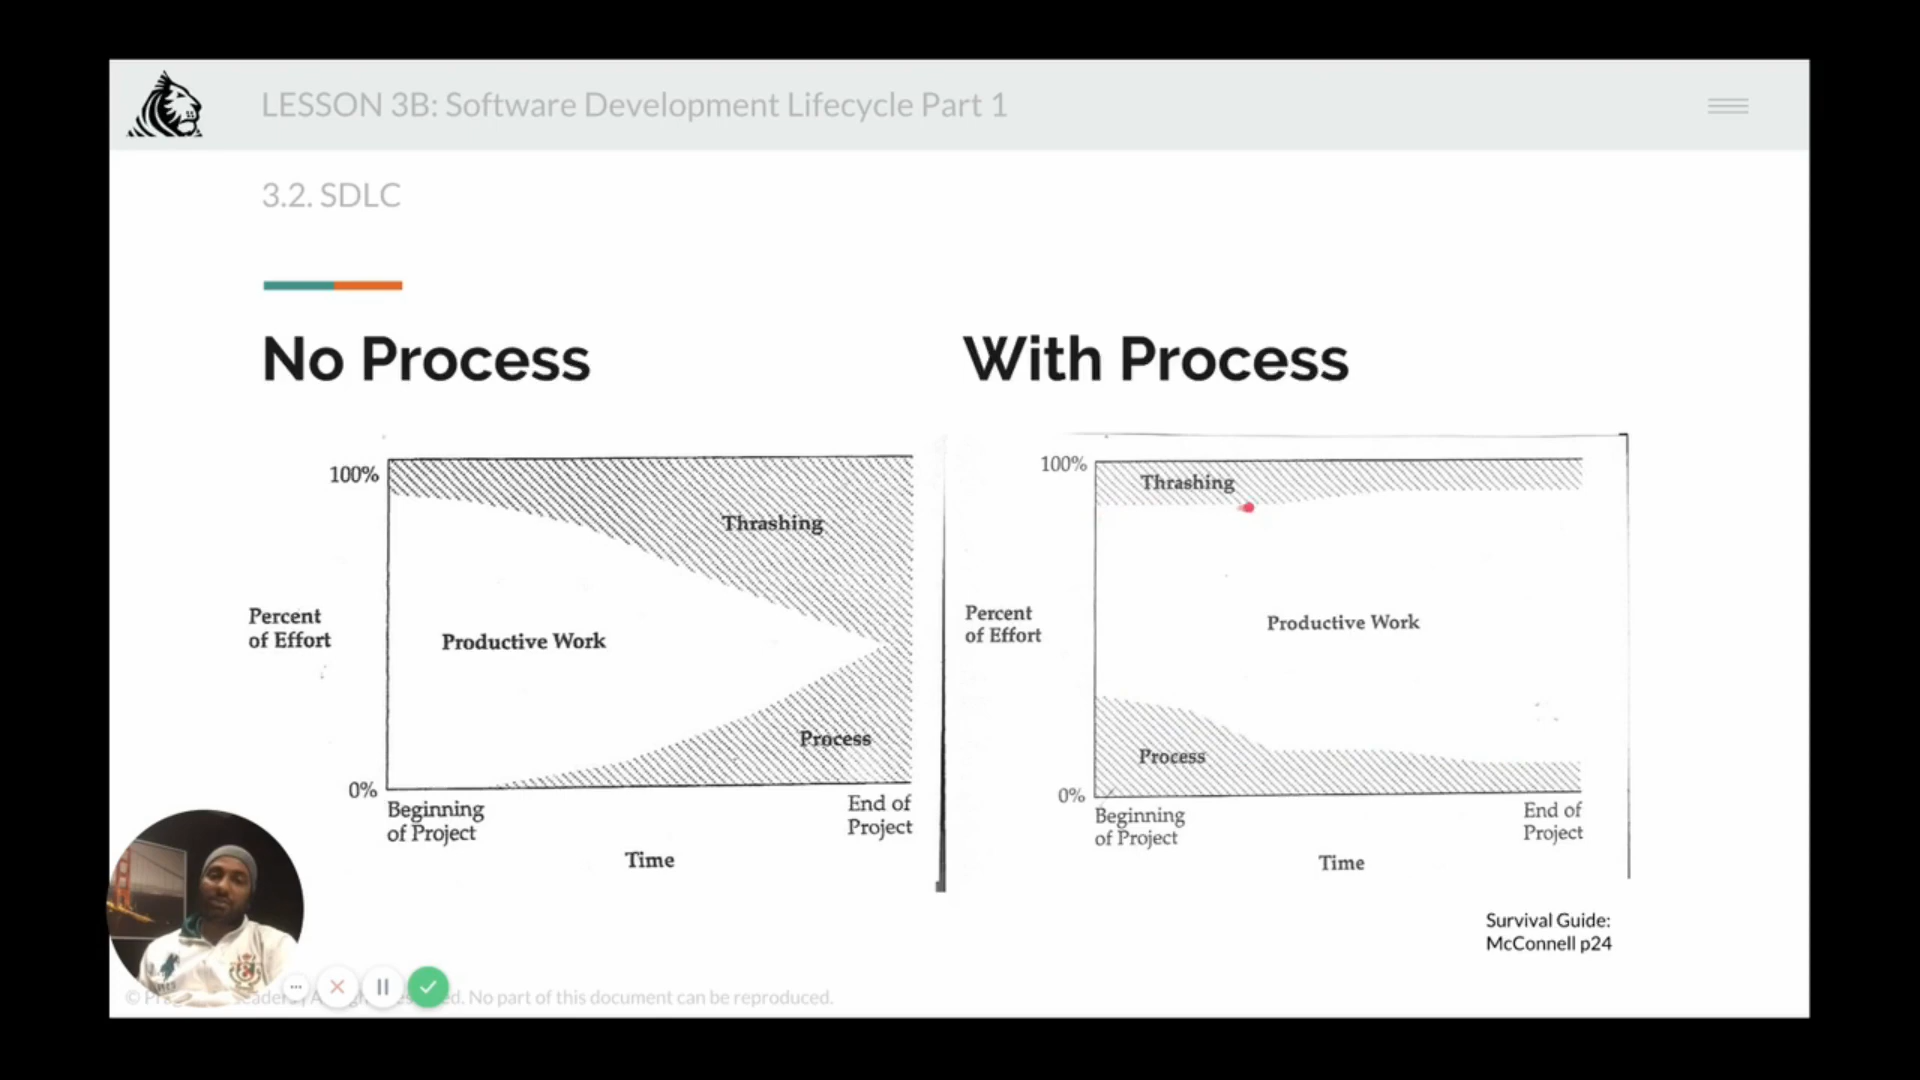 LESSON 3B: Software Development Lifecycle Part 1
3.2. SDLC
No Process
100%
Thrashing
Percent
of Effort
Productive Work
Process
0%
Beginning
of Project
End of
Project
Time
With Process
100%
Thrashing
Percent
of Effort
Productive Work
Process
0%
Beginning
of Project
End of
Project
Time
Survival Guide:
McConnell p24
No part of this document can be reproduced.